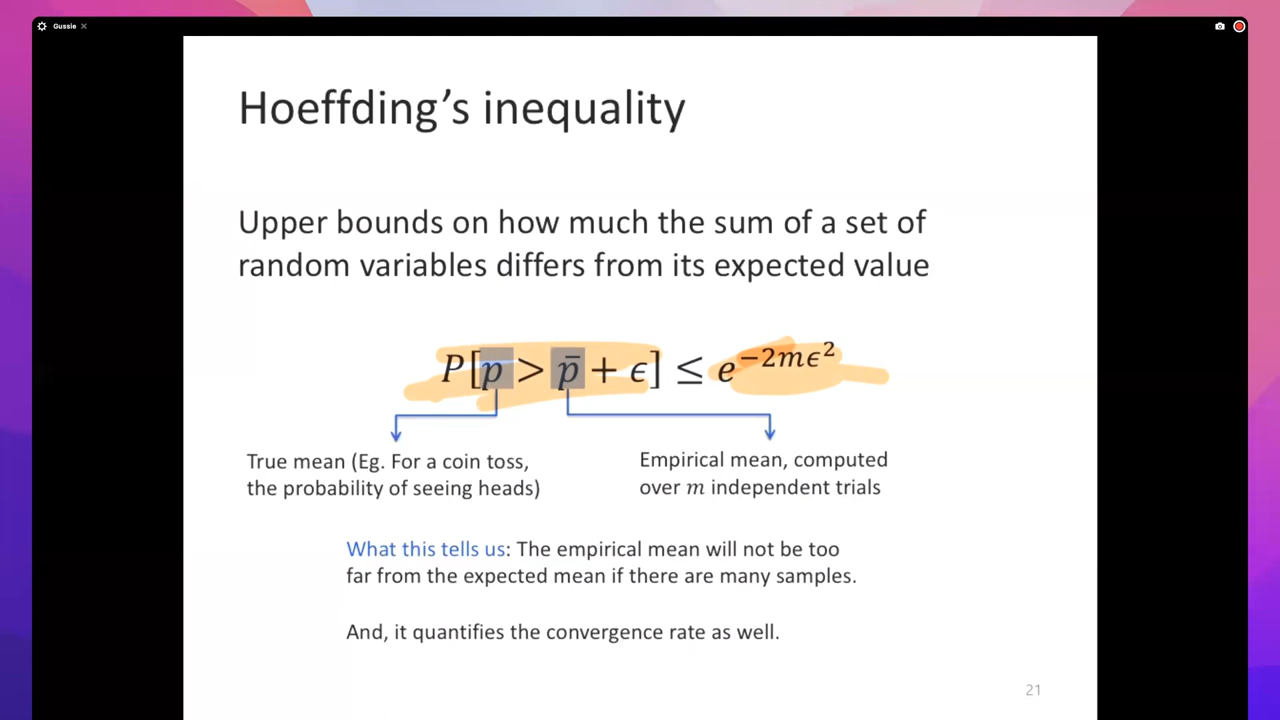 Gussie
Hoeffding's inequality
Upper bounds on how much the sum of a set of
random variables differs from its expected value
P[p > p̄ + ϵ] ≤ e^{−2mϵ²}
True mean (Eg. For a coin toss,
the probability of seeing heads)
Empirical mean, computed
over m independent trials
What this tells us: The empirical mean will not be too
far from the expected mean if there are many samples.
And, it quantifies the convergence rate as well.
21